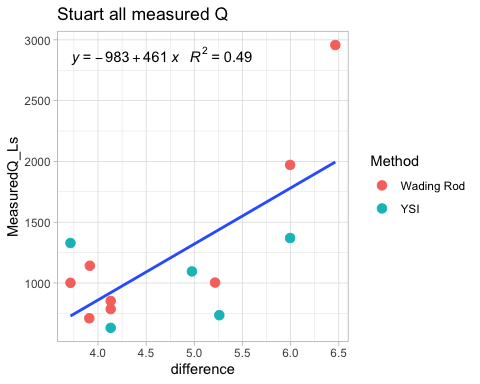 Stuart all measured Q
y = −983 + 461 x R² = 0.49
MeasuredQ_Ls
3000
2000
1500
1000
4.0 4.5 5.0 5.5 6.0 6.5
difference
Method
Wading Rod
YSI